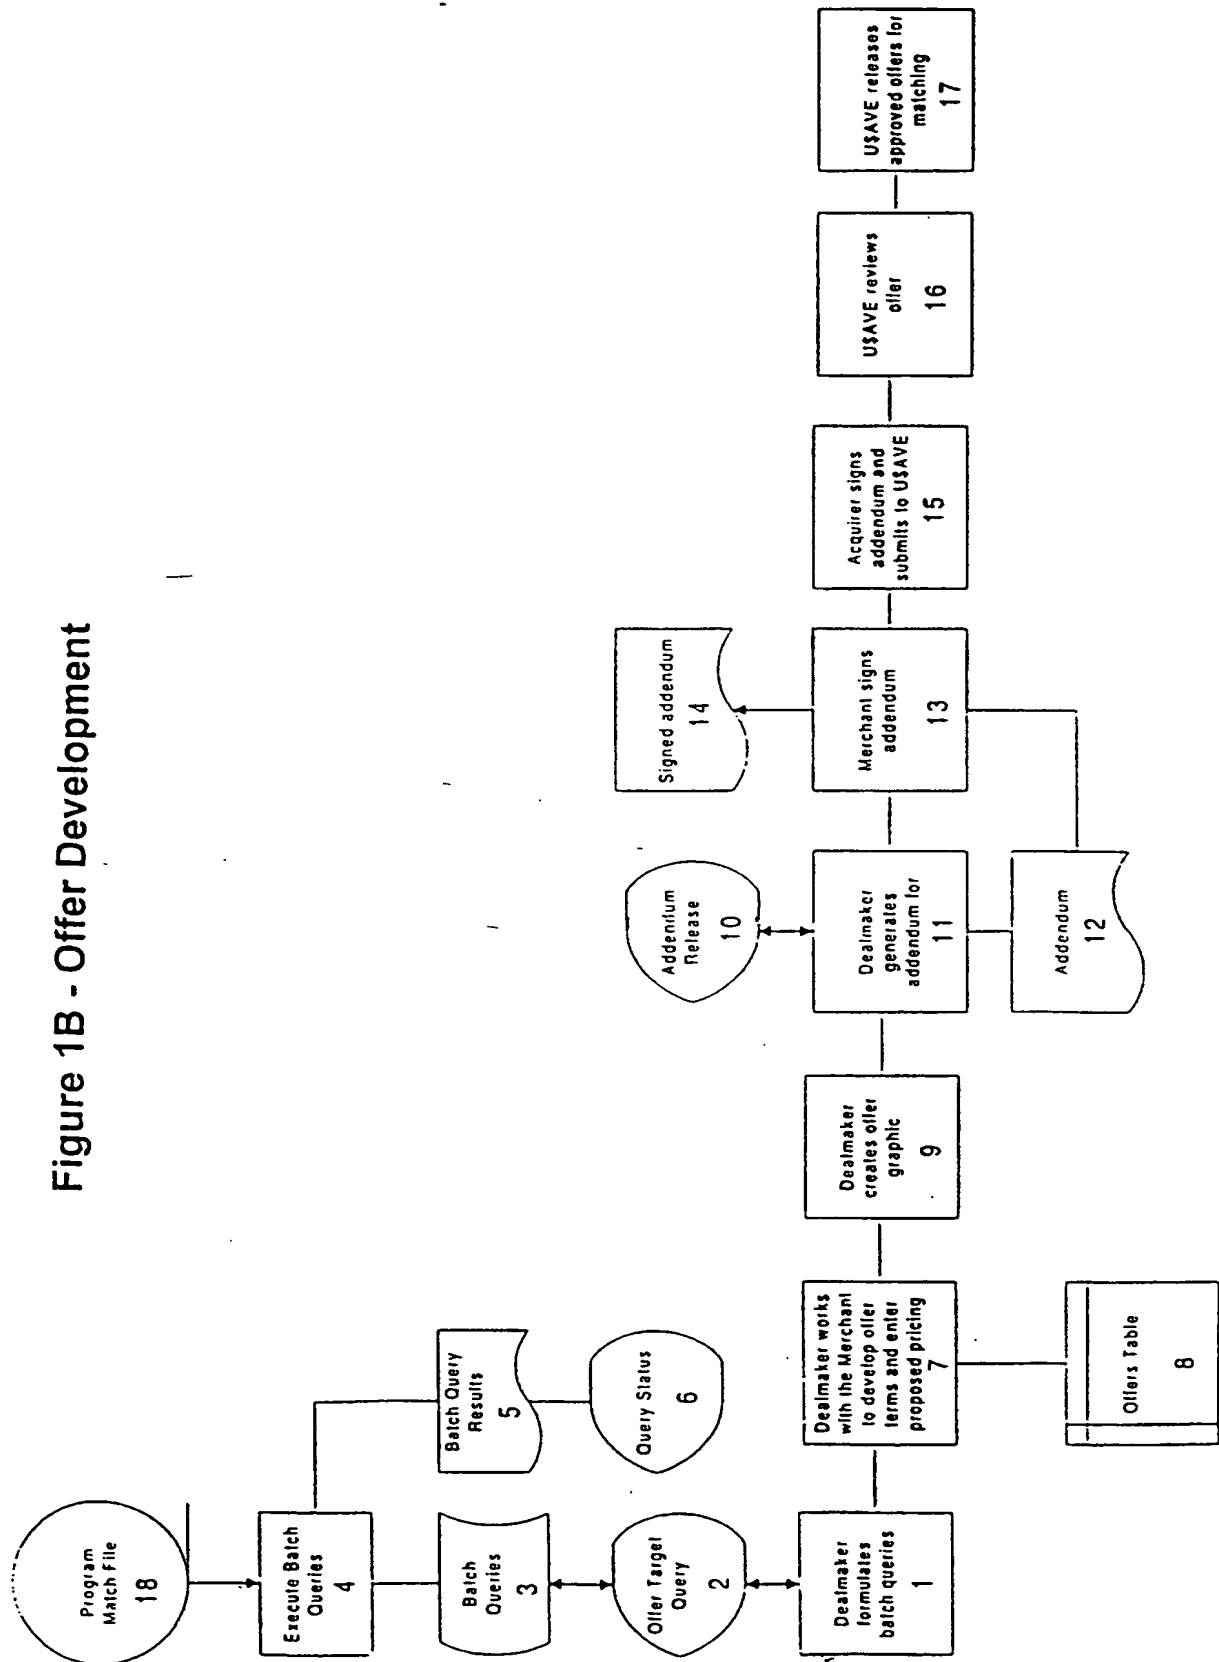 Figure 1B - Offer Development
Program
Match File
18
Execute Batch
Queries
4
Batch
Queries
3
Offer Target
Query
2
Dealmaker
formulates
batch queries
1
Batch Query
Results
5
Query Status
6
Dealmaker works
with the Merchant
to develop offer
terms and enter
proposed pricing
7
Offers Table
8
Dealmaker
creates offer
graphic
9
Addendum
Release
10
Dealmaker
generates
addendum for
11
Addendum
12
Merchant signs
addendum
13
Signed addendum
14
Acquirer signs
addendum and
submits to U$AVE
15
U$AVE reviews
offer
16
U$AVE releases
approved offers for
matching
17